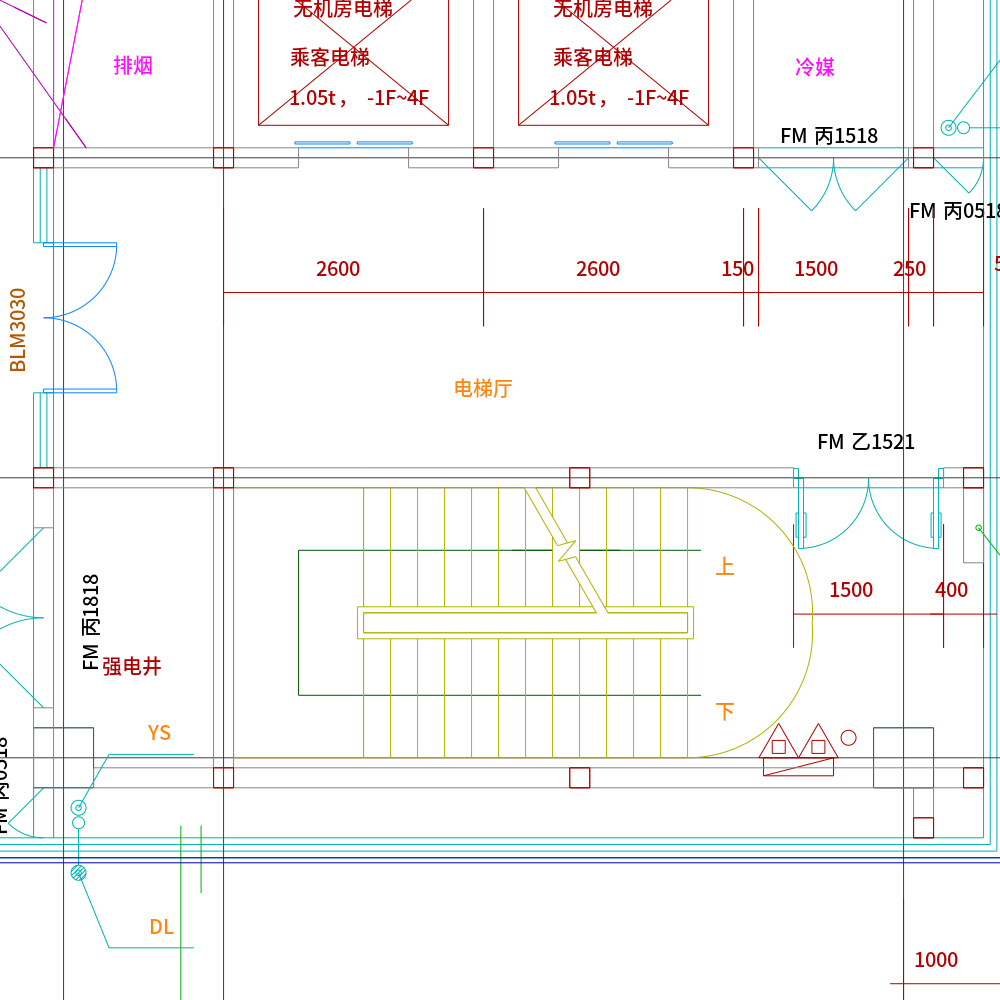 无机房电梯
无机房电梯
乘客电梯
乘客电梯
1.05t， -1F~4F
1.05t， -1F~4F
排烟
冷媒
FM 丙1518
FM 丙0518
2600
2600
150
1500
250
BLM3030
电梯厅
FM 乙1521
上
1500
400
FM 丙1818
强电井
下
YS
FM 丙0518
DL
1000